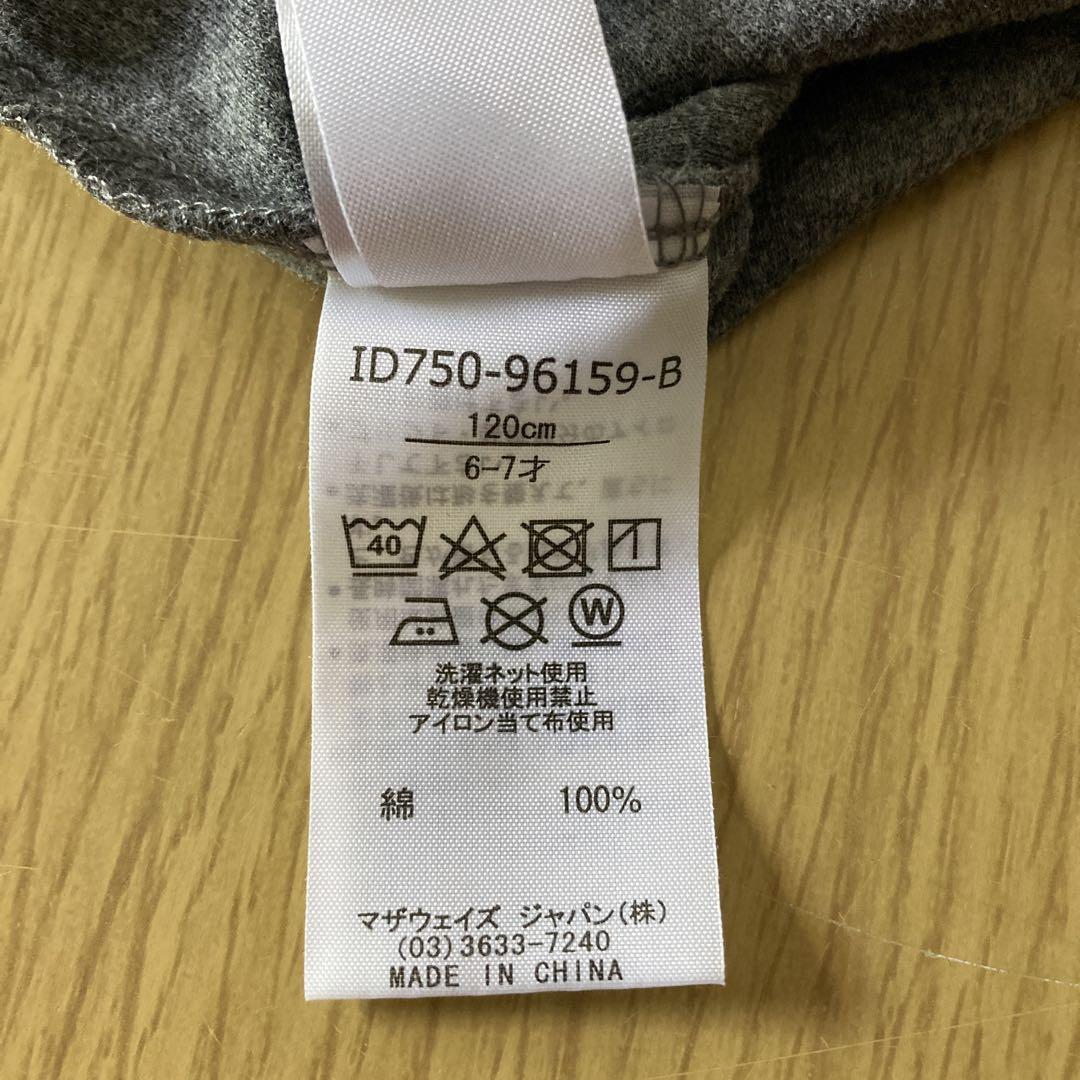 ID750-96159-B
120cm
6-7才
40
W
洗濯ネット使用
乾燥機使用禁止
アイロン当て布使用
綿 100%
マザウェイズ ジャパン(株)
(03)3633-7240
MADE IN CHINA